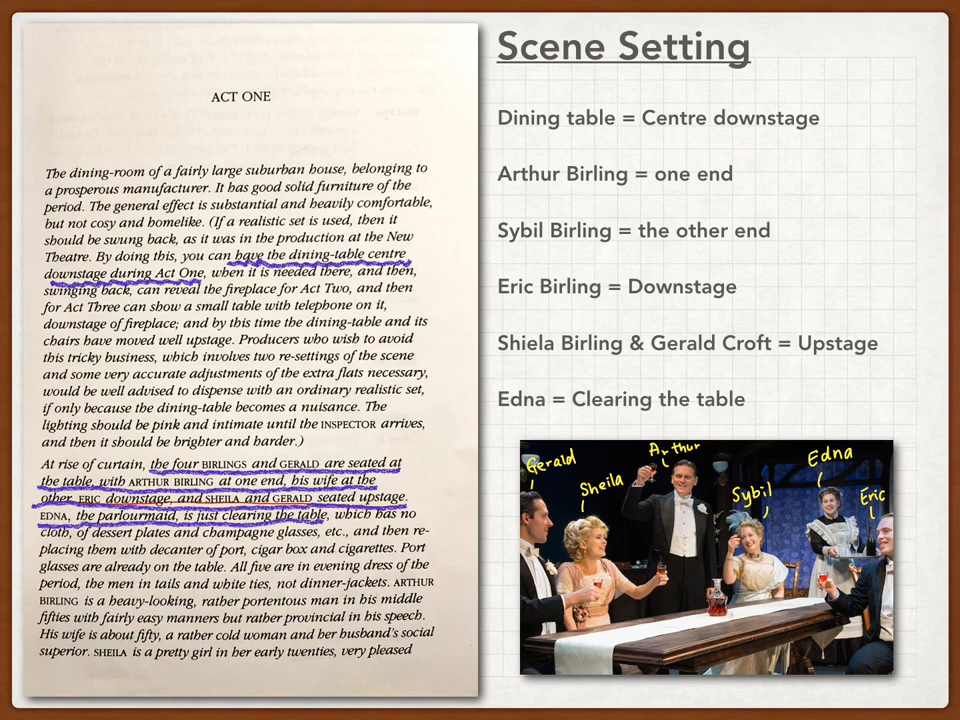 ACT ONE
The dining-room of a fairly large suburban house, belonging to
a prosperous manufacturer. It has good solid furniture of the
period. The general effect is substantial and heavily comfortable,
but not cosy and homelike. (If a realistic set is used, then it
should be swung back, as it was in the production at the New
Theatre. By doing this, you can have the dining-table centre
downstage during Act One, when it is needed there, and then,
swinging back, can reveal the fireplace for Act Two, and then
for Act Three can show a small table with telephone on it,
downstage of fireplace; and by this time the dining-table and its
chairs have moved well upstage. Producers who wish to avoid
this tricky business, which involves two re-settings of the scene
and some very accurate adjustments of the extra flats necessary,
would be well advised to dispense with an ordinary realistic set,
if only because the dining-table becomes a nuisance. The
lighting should be pink and intimate until the INSPECTOR arrives,
and then it should be brighter and harder.)
At rise of curtain, the four BIRLINGS and GERALD are seated at
the table, with ARTHUR BIRLING at one end, his wife at the
other, ERIC downstage, and SHEILA and GERALD seated upstage.
EDNA, the parlourmaid, is just clearing the table, which has no
cloth, of dessert plates and champagne glasses, etc., and then re-
placing them with decanter of port, cigar box and cigarettes. Port
glasses are already on the table. All five are in evening dress of the
period, the men in tails and white ties, not dinner-jackets. ARTHUR
BIRLING is a heavy-looking, rather portentous man in his middle
fifties with fairly easy manners but rather provincial in his speech.
His wife is about fifty, a rather cold woman and her husband's social
superior. SHEILA is a pretty girl in her early twenties, very pleased
Scene Setting
Dining table = Centre downstage
Arthur Birling = one end
Sybil Birling = the other end
Eric Birling = Downstage
Shiela Birling & Gerald Croft = Upstage
Edna = Clearing the table
Gerald
Sheila
Arthur
Sybil
Edna
Eric